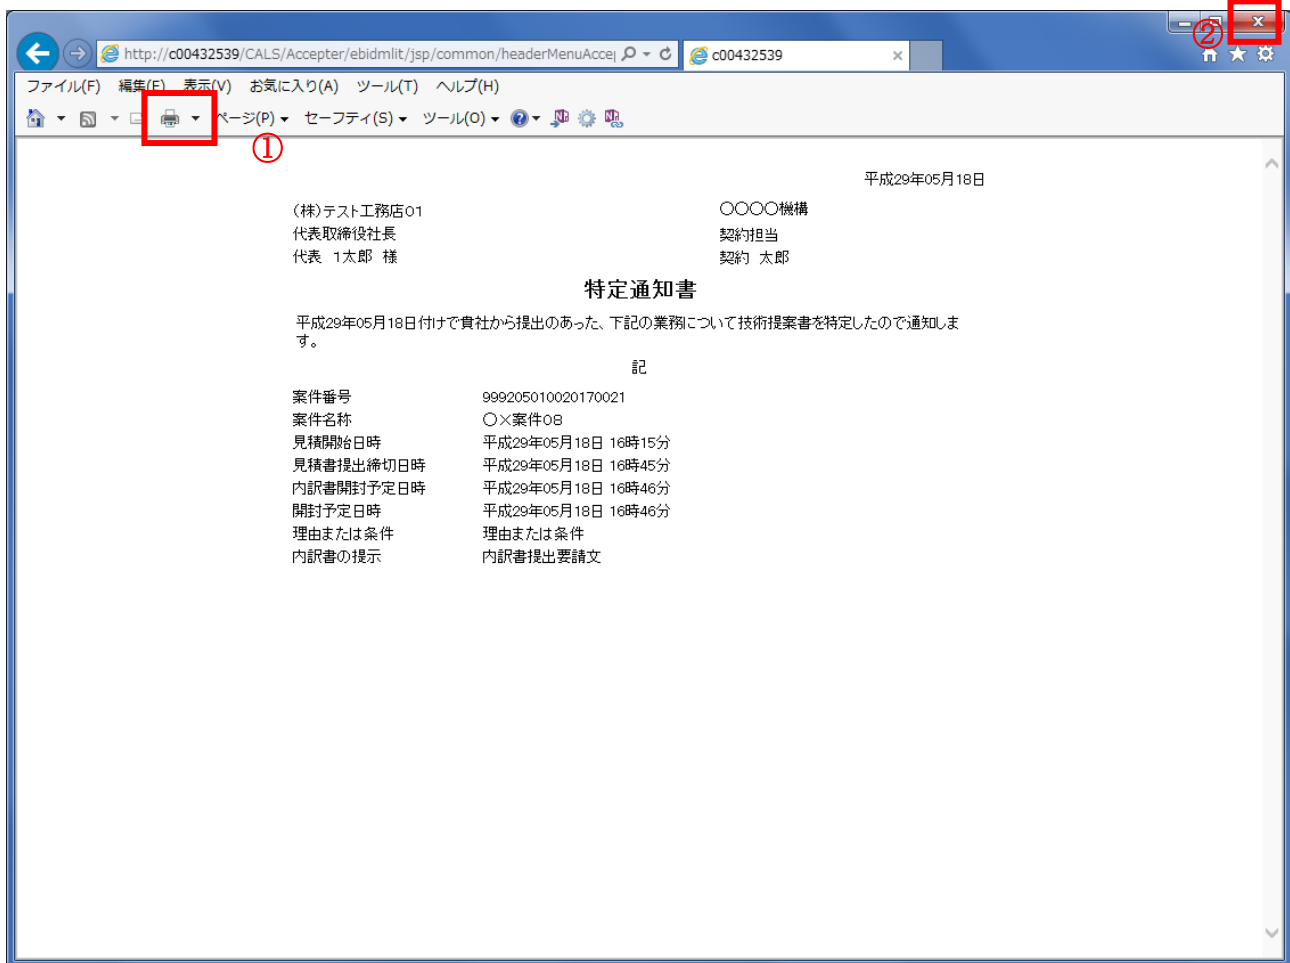 ②
http://c00432539/CALS/Accepter/ebidmlit/jsp/common/headerMenuAccep
c00432539
ファイル(F) 編集(E) 表示(V) お気に入り(A) ツール(T) ヘルプ(H)
ページ(P) セーフティ(S) ツール(O)
①
平成29年05月18日
(株)テスト工務店01
〇〇〇〇機構
代表取締役社長
契約担当
代表 1太郎 様
契約 太郎
特定通知書
平成29年05月18日付けで貴社から提出のあった、下記の業務について技術提案書を特定したので通知しま
す。
記
案件番号 999205010020170021
案件名称 〇×案件08
見積開始日時 平成29年05月18日 16時15分
見積書提出締切日時 平成29年05月18日 16時45分
内訳書開封予定日時 平成29年05月18日 16時46分
開封予定日時 平成29年05月18日 16時46分
理由または条件 理由または条件
内訳書の提示 内訳書提出要請文